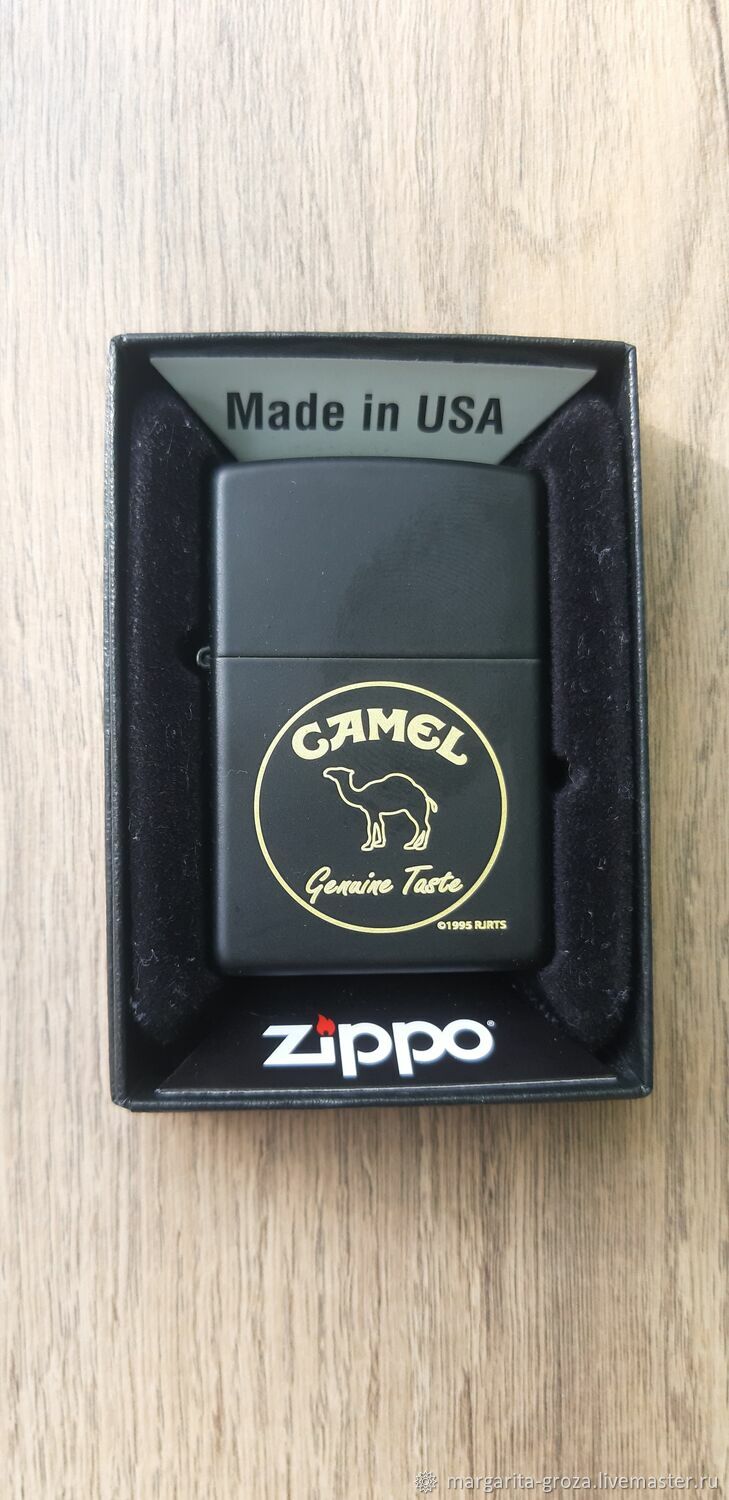 Made in USA
CAMEL
Genuine Taste
©1995 RJRTS
zippo®
margarita-groza.livemaster.ru